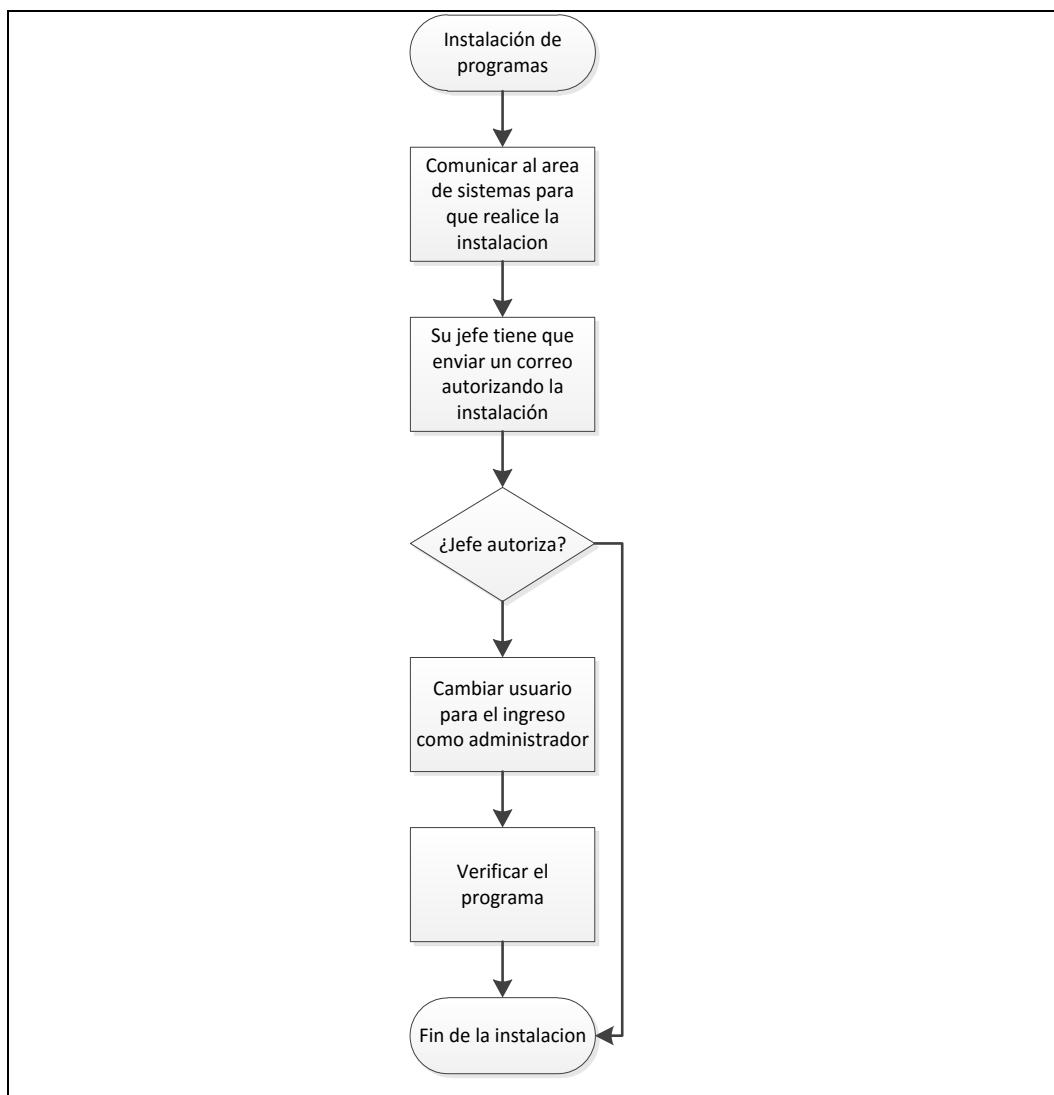 Instalación de
programas
Comunicar al area
de sistemas para
que realice la
instalacion
Su jefe tiene que
enviar un correo
autorizando la
instalación
¿Jefe autoriza?
Cambiar usuario
para el ingreso
como administrador
Verificar el
programa
Fin de la instalacion